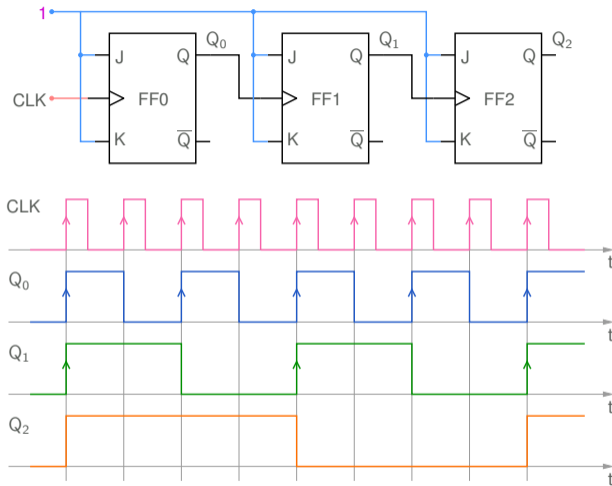 1
J Q Q₀ J Q Q₁ J Q Q₂
CLK FF0 FF1 FF2
K Q̅ K Q̅ K Q̅
CLK
t
Q₀
t
Q₁
t
Q₂
t